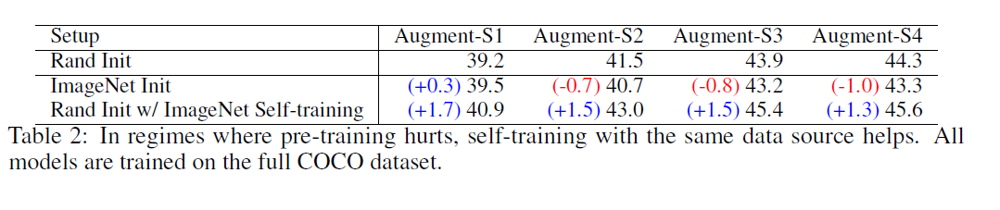 Setup Augment-S1 Augment-S2 Augment-S3 Augment-S4
Rand Init 39.2 41.5 43.9 44.3
ImageNet Init (+0.3) 39.5 (-0.7) 40.7 (-0.8) 43.2 (-1.0) 43.3
Rand Init w/ ImageNet Self-training (+1.7) 40.9 (+1.5) 43.0 (+1.5) 45.4 (+1.3) 45.6
Table 2: In regimes where pre-training hurts, self-training with the same data source helps. All
models are trained on the full COCO dataset.